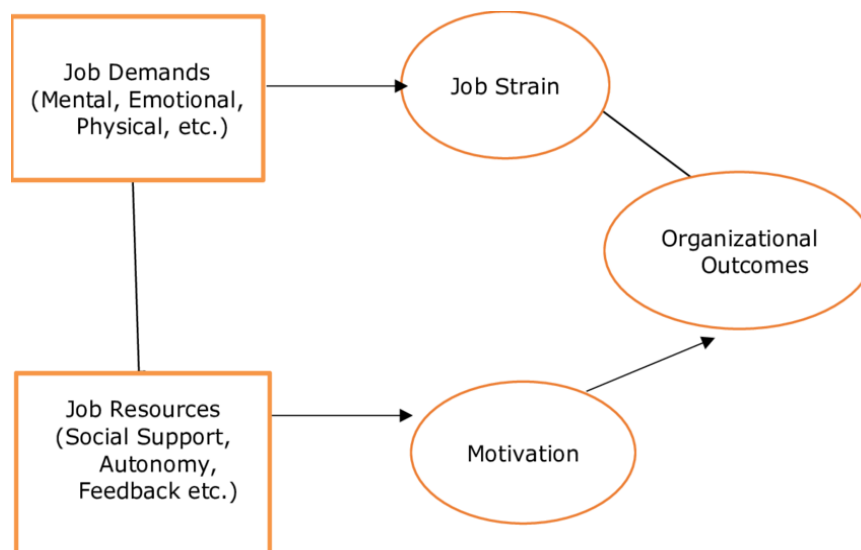 Job Demands
(Mental, Emotional,
Physical, etc.)
Job Strain
Organizational
Outcomes
Job Resources
(Social Support,
Autonomy,
Feedback etc.)
Motivation